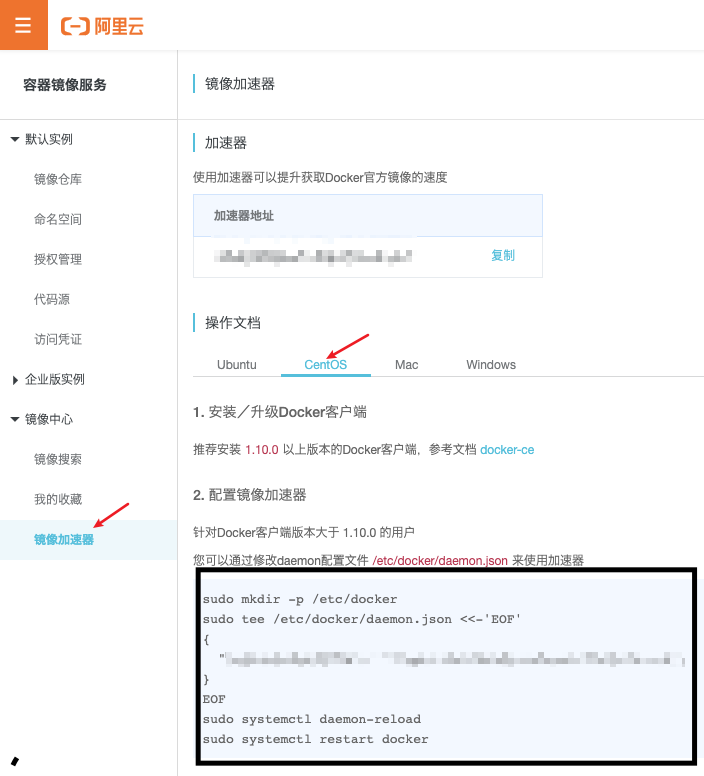 阿里云
容器镜像服务
默认实例
镜像仓库
命名空间
授权管理
代码源
访问凭证
企业版实例
镜像中心
镜像搜索
我的收藏
镜像加速器
镜像加速器
加速器
使用加速器可以提升获取Docker官方镜像的速度
加速器地址
复制
操作文档
Ubuntu CentOS Mac Windows
1. 安装／升级Docker客户端
推荐安装 1.10.0 以上版本的Docker客户端，参考文档 docker-ce
2. 配置镜像加速器
针对Docker客户端版本大于 1.10.0 的用户
您可以通过修改daemon配置文件 /etc/docker/daemon.json 来使用加速器
sudo mkdir -p /etc/docker
sudo tee /etc/docker/daemon.json <<-'EOF'
{
"
}
EOF
sudo systemctl daemon-reload
sudo systemctl restart docker